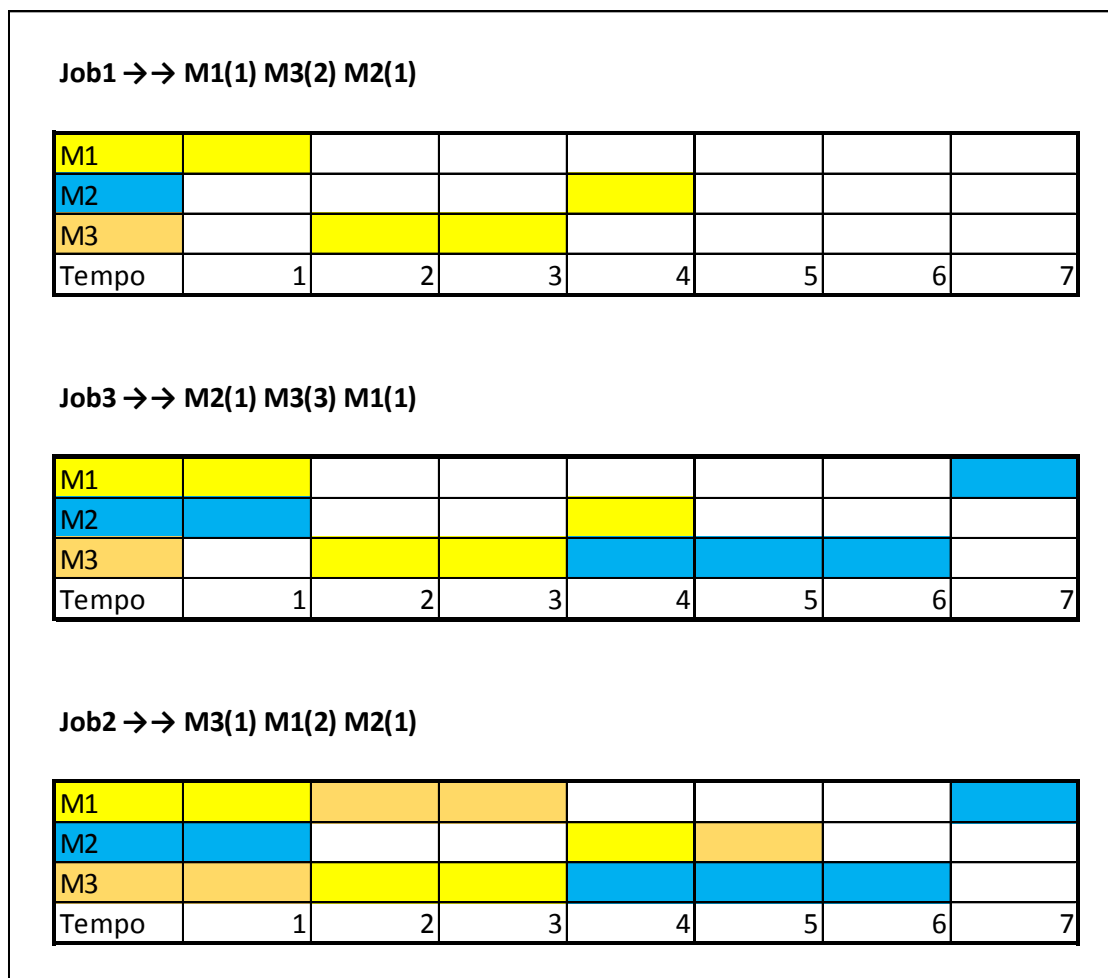 Job1 →→ M1(1) M3(2) M2(1)
M1
M2
M3
Tempo 1 2 3 4 5 6 7
Job3 →→ M2(1) M3(3) M1(1)
M1
M2
M3
Tempo 1 2 3 4 5 6 7
Job2 →→ M3(1) M1(2) M2(1)
M1
M2
M3
Tempo 1 2 3 4 5 6 7